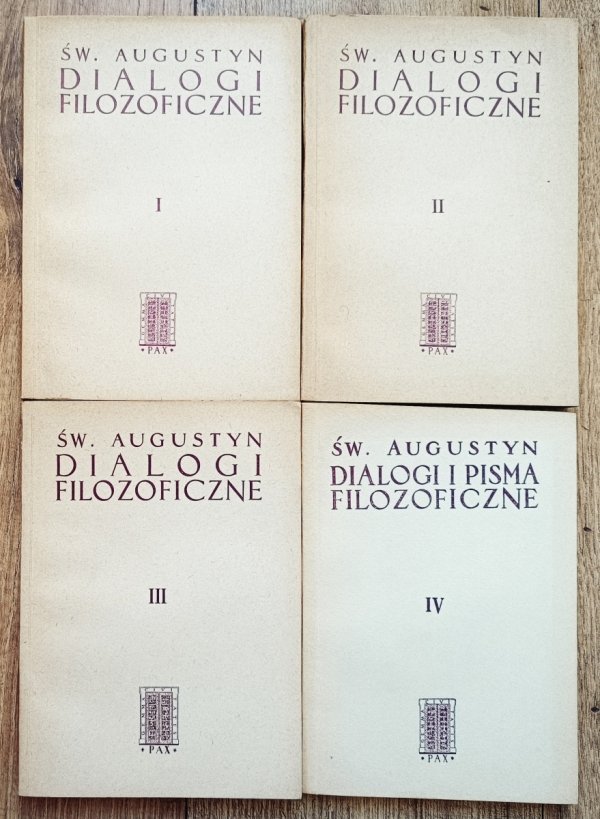 ŚW. AUGUSTYN
DIALOGI
FILOZOFICZNE
I
• PAX •
ŚW. AUGUSTYN
DIALOGI
FILOZOFICZNE
II
• PAX •
ŚW. AUGUSTYN
DIALOGI
FILOZOFICZNE
III
• PAX •
ŚW. AUGUSTYN
DIALOGI I PISMA
FILOZOFICZNE
IV
• PAX •